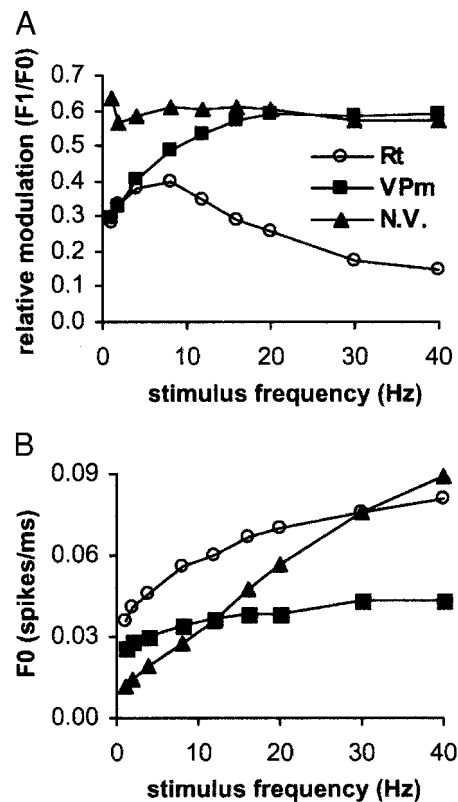 A
relative modulation (F1/F0)
0.7
0.6
0.5
0.4
0.3
0.2
0.1
0.0
Rt
VPm
N.V.
0 10 20 30 40
stimulus frequency (Hz)
B
F0 (spikes/ms)
0.09
0.06
0.03
0.00
0 10 20 30 40
stimulus frequency (Hz)